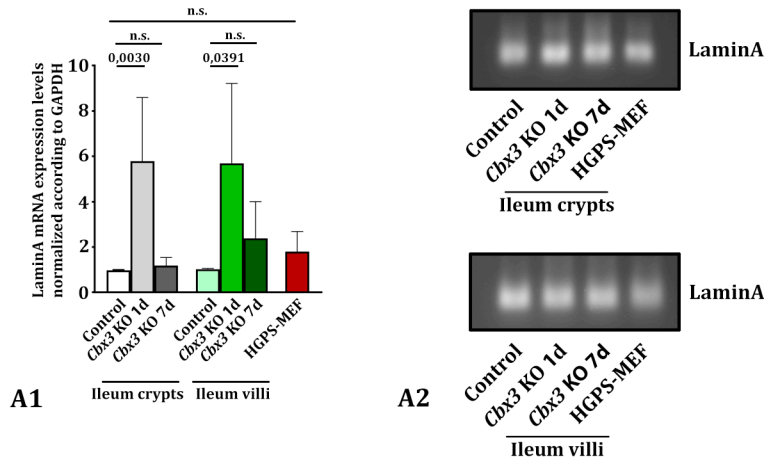 n.s.
n.s.
n.s.
0,0030
0,0391
LaminA mRNA expression levels
normalized according to GAPDH
10
8
6
4
2
0
Control
Cbx3 KO 1d
Cbx3 KO 7d
Control
Cbx3 KO 1d
Cbx3 KO 7d
HGPS-MEF
Ileum crypts
Ileum villi
A1
LaminA
Control
Cbx3 KO 1d
Cbx3 KO 7d
HGPS-MEF
Ileum crypts
LaminA
Control
Cbx3 KO 1d
Cbx3 KO 7d
HGPS-MEF
Ileum villi
A2